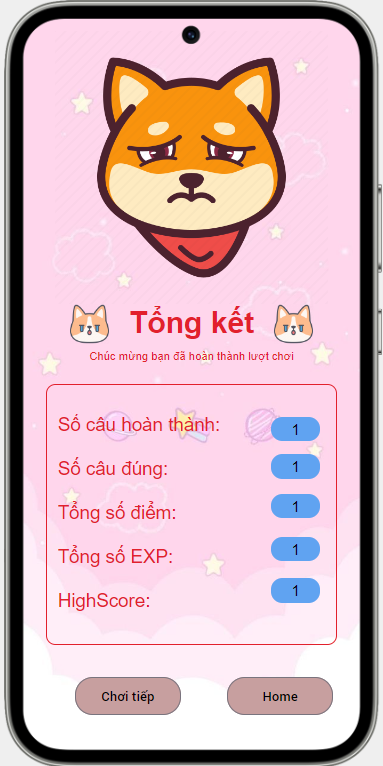 Tổng kết
Chúc mừng bạn đã hoàn thành lượt chơi
Số câu hoàn thành: 1
Số câu đúng: 1
Tổng số điểm: 1
Tổng số EXP: 1
HighScore: 1
Chơi tiếp Home